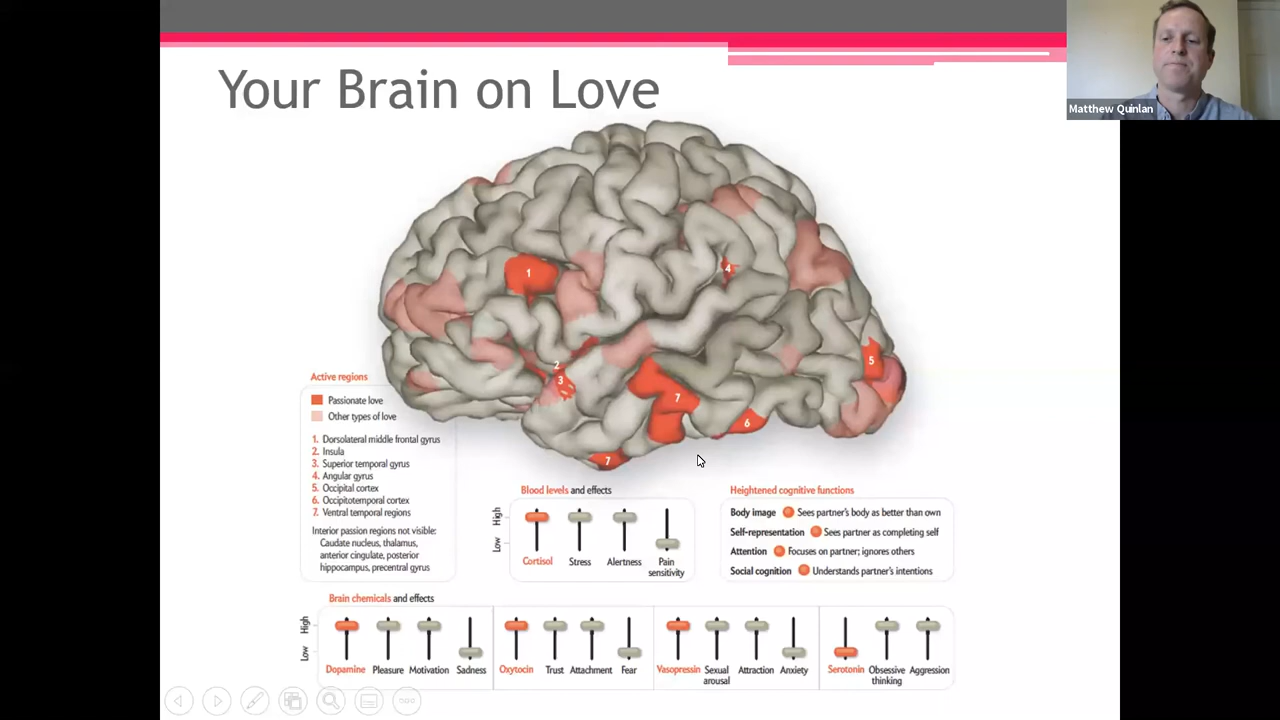 Your Brain on Love
Matthew Quinlan
1
4
2
3
5
7
6
7
Active regions
Passionate love
Other types of love
1. Dorsolateral middle frontal gyrus
2. Insula
3. Superior temporal gyrus
4. Angular gyrus
5. Occipital cortex
6. Occipitotemporal cortex
7. Ventral temporal regions
Interior passion regions not visible:
Caudate nucleus, thalamus,
anterior cingulate, posterior
hippocampus, precentral gyrus
Blood levels and effects
High
Low
Cortisol
Stress
Alertness
Pain
sensitivity
Heightened cognitive functions
Body image Sees partner's body as better than own
Self-representation Sees partner as completing self
Attention Focuses on partner; ignores others
Social cognition Understands partner's intentions
Brain chemicals and effects
High
Low
Dopamine
Pleasure
Motivation
Sadness
Oxytocin
Trust
Attachment
Fear
Vasopressin
Sexual
arousal
Attraction
Anxiety
Serotonin
Obsessive
thinking
Aggression